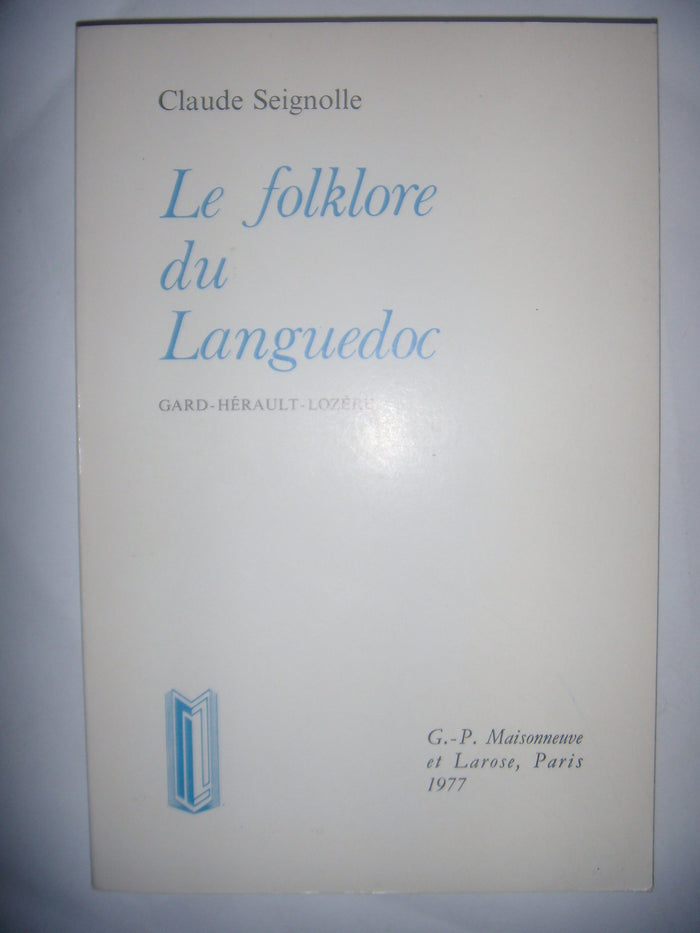 Claude Seignolle
Le folklore
du
Languedoc
GARD-HÉRAULT-LOZÈRE
G.-P. Maisonneuve
et Larose, Paris
1977